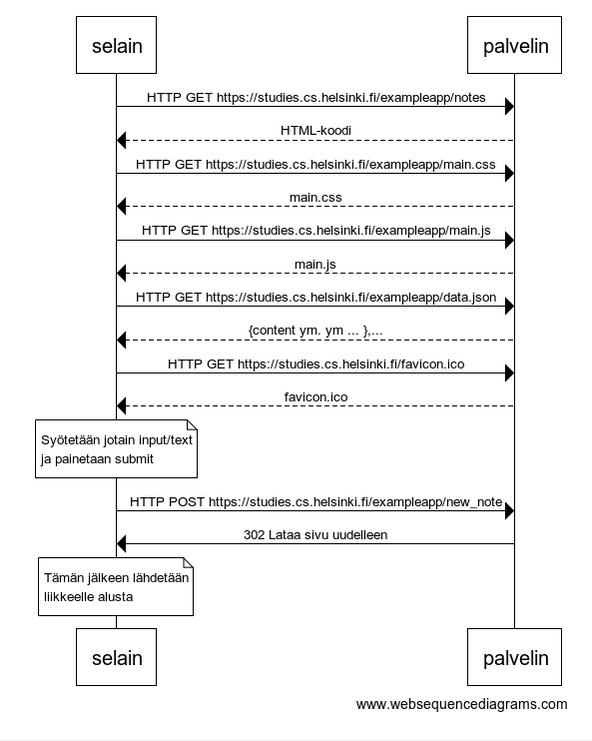 selain palvelin
HTTP GET https://studies.cs.helsinki.fi/exampleapp/notes
HTML-koodi
HTTP GET https://studies.cs.helsinki.fi/exampleapp/main.css
main.css
HTTP GET https://studies.cs.helsinki.fi/exampleapp/main.js
main.js
HTTP GET https://studies.cs.helsinki.fi/exampleapp/data.json
{content ym. ym ... },...
HTTP GET https://studies.cs.helsinki.fi/favicon.ico
favicon.ico
Syötetään jotain input/text
ja painetaan submit
HTTP POST https://studies.cs.helsinki.fi/exampleapp/new_note
302 Lataa sivu uudelleen
Tämän jälkeen lähdetään
liikkeelle alusta
selain palvelin
www.websequencediagrams.com